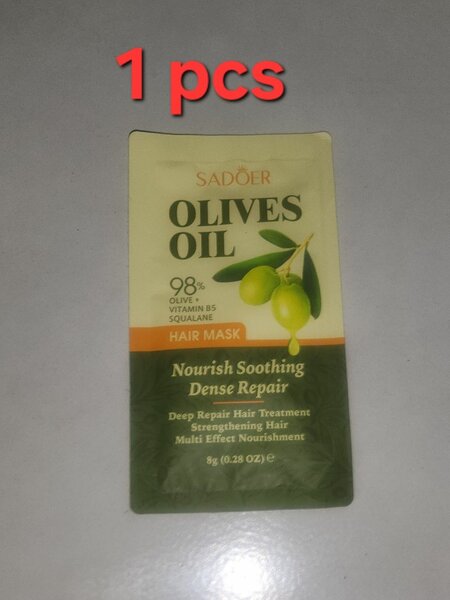 1 pcs
SADOER
OLIVES
OIL
98%
OLIVE +
VITAMIN B5
SQUALANE
HAIR MASK
Nourish Soothing
Dense Repair
Deep Repair Hair Treatment
Strengthening Hair
Multi Effect Nourishment
8g (0.28 OZ) ℮